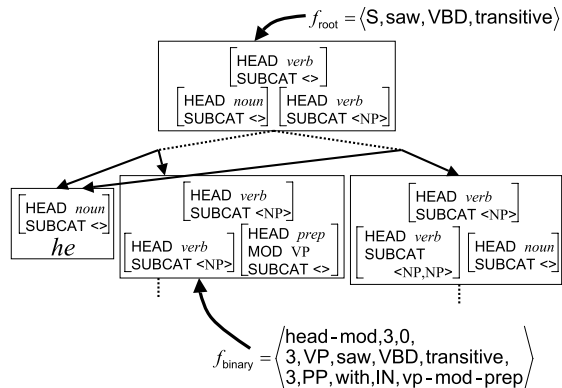 f_root = ⟨S, saw, VBD, transitive⟩
HEAD verb
SUBCAT <>
HEAD noun HEAD verb
SUBCAT <> SUBCAT <NP>
HEAD noun
SUBCAT <>
he
HEAD verb
SUBCAT <NP>
HEAD verb
SUBCAT <NP>
HEAD prep
MOD VP
SUBCAT <>
HEAD verb
SUBCAT <NP>
HEAD verb
SUBCAT
<NP,NP>
HEAD noun
SUBCAT <>
f_binary = ⟨head-mod,3,0,
3, VP, saw, VBD, transitive,
3, PP, with, IN, vp-mod-prep⟩